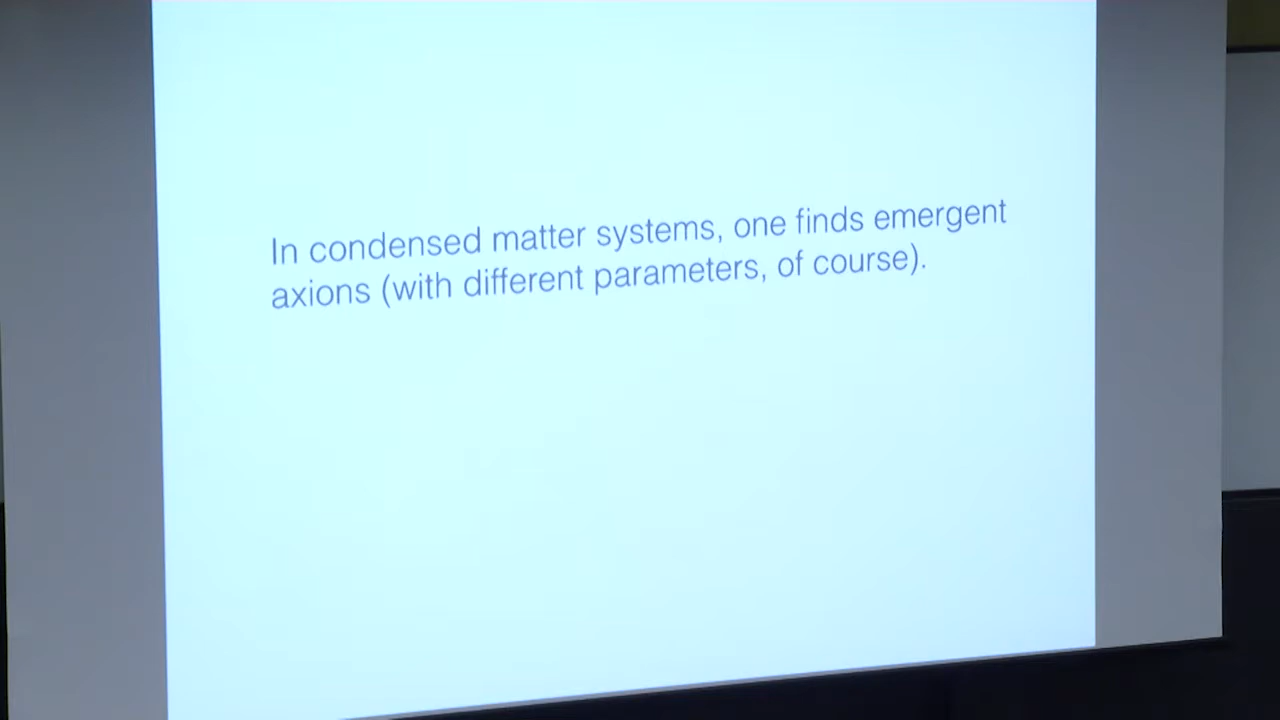 In condensed matter systems, one finds emergent
axions (with different parameters, of course).